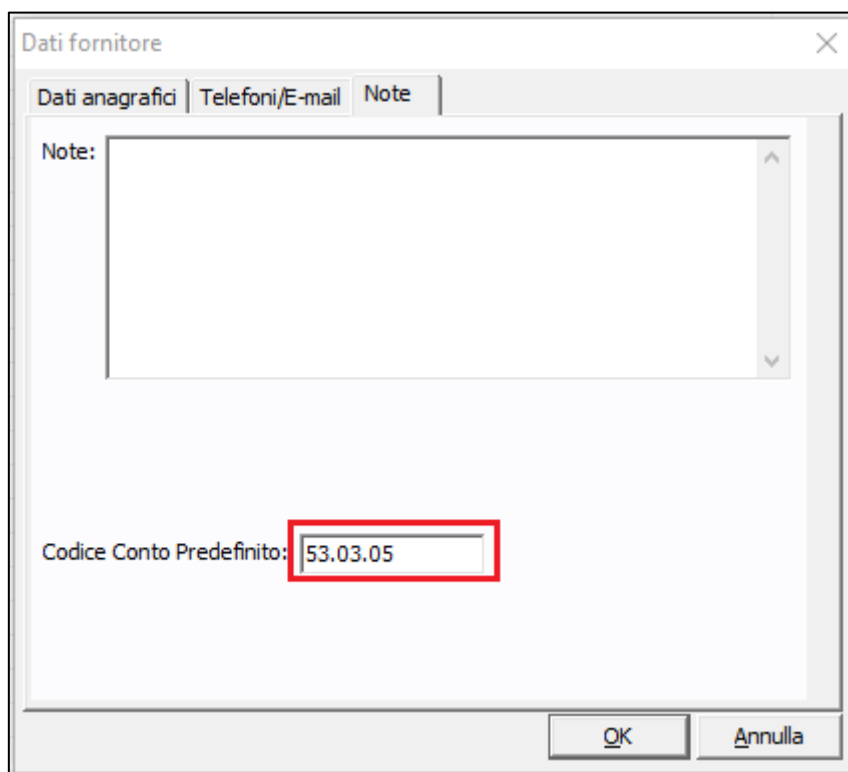 Dati fornitore
Dati anagrafici Telefoni/E-mail Note
Note:
Codice Conto Predefinito: 53.03.05
OK Annulla